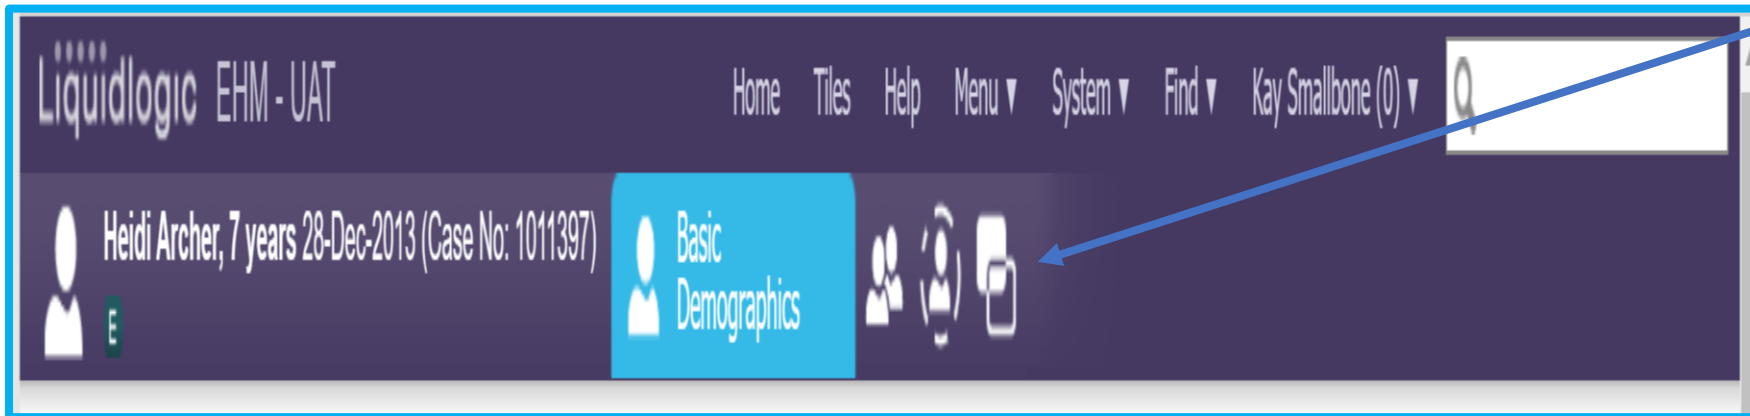 Liquidlogic EHM - UAT Home Tiles Help Menu ▼ System ▼ Find ▼ Kay Smallbone (0) ▼
Heidi Archer, 7 years 28-Dec-2013 (Case No: 1011397)
E
Basic
Demographics